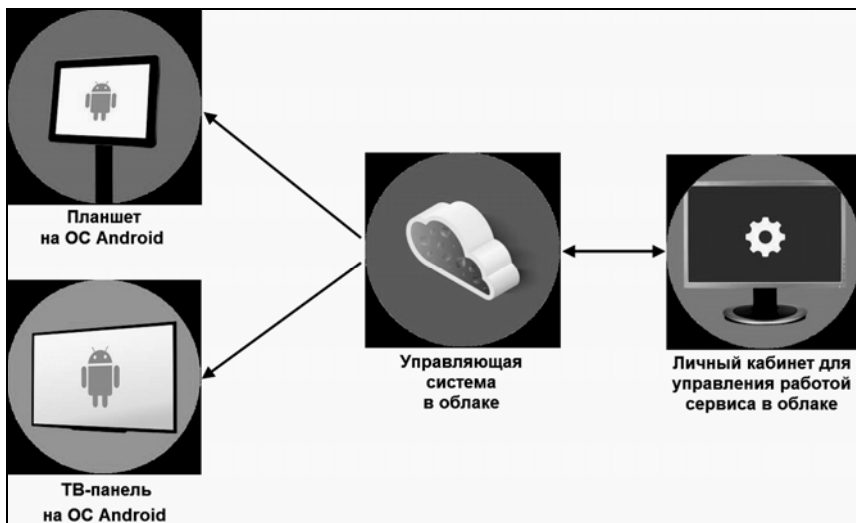 Планшет
на ОС Android
Управляющая
система
в облаке
Личный кабинет для
управления работой
сервиса в облаке
ТВ-панель
на ОС Android